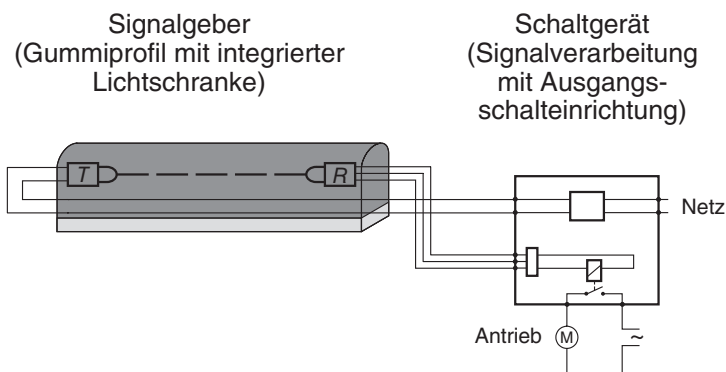 Signalgeber
(Gummiprofil mit integrierter
Lichtschranke)
Schaltgerät
(Signalverarbeitung
mit Ausgangs-
schalteinrichtung)
T
R
Netz
Antrieb
M
~